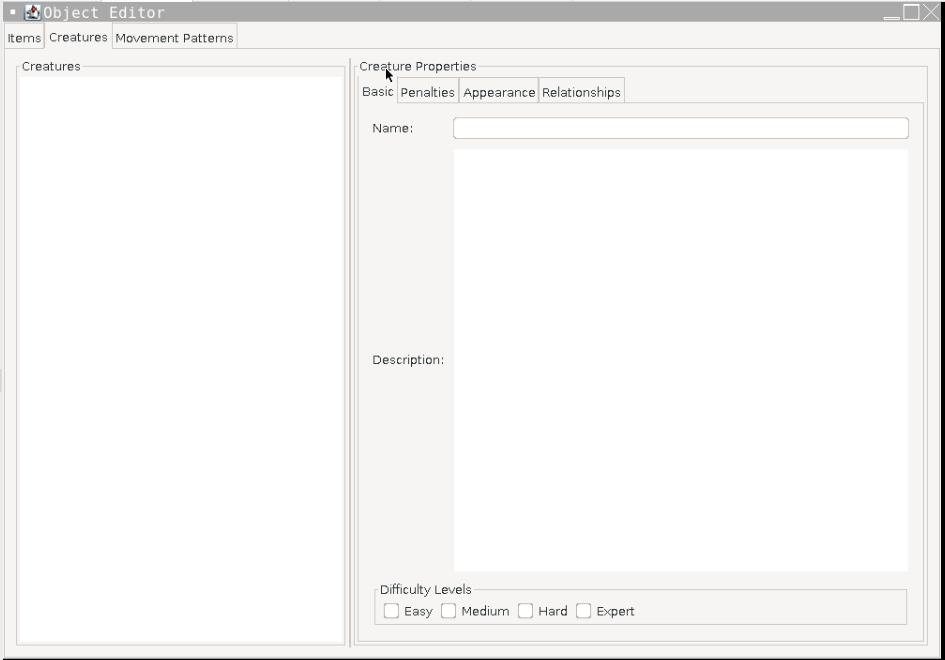 Object Editor
Items Creatures Movement Patterns
Creatures
Creature Properties
Basic Penalties Appearance Relationships
Name:
Description:
Difficulty Levels
Easy Medium Hard Expert